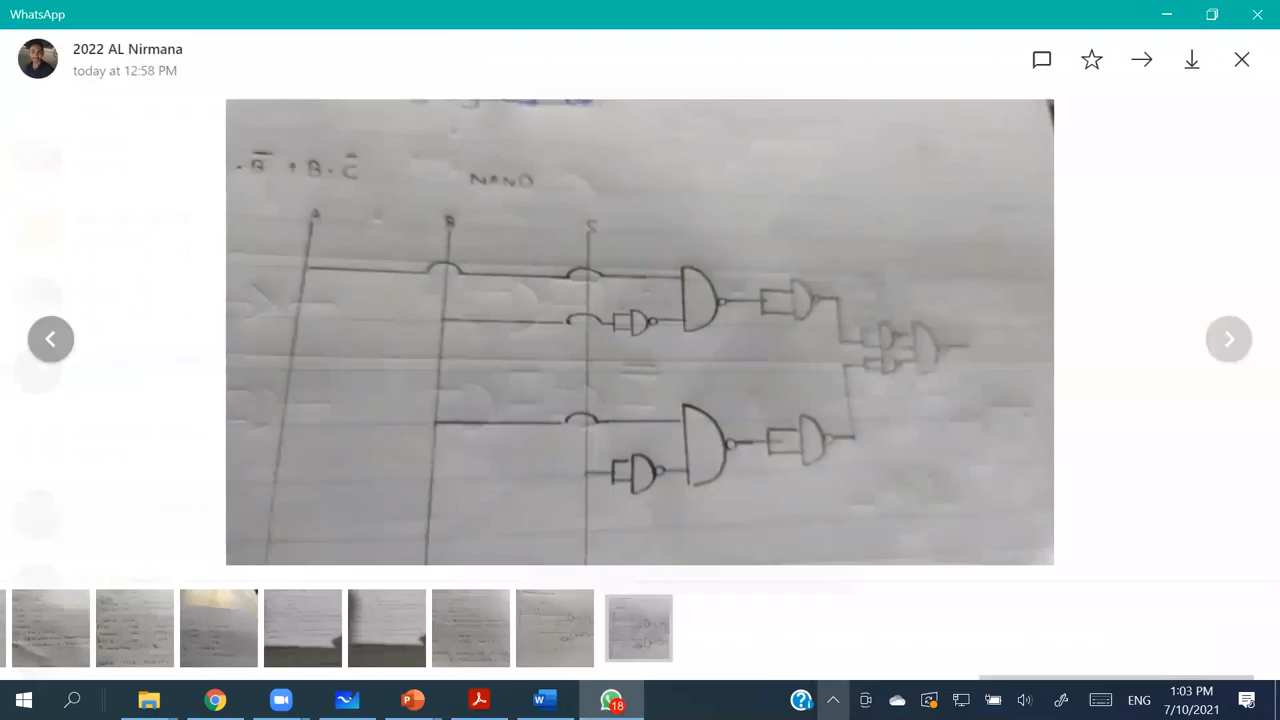 WhatsApp
2022 AL Nirmana
today at 12:58 PM
. B̅ + B . C̅
NAND
A B C
18
ENG
1:03 PM
7/10/2021